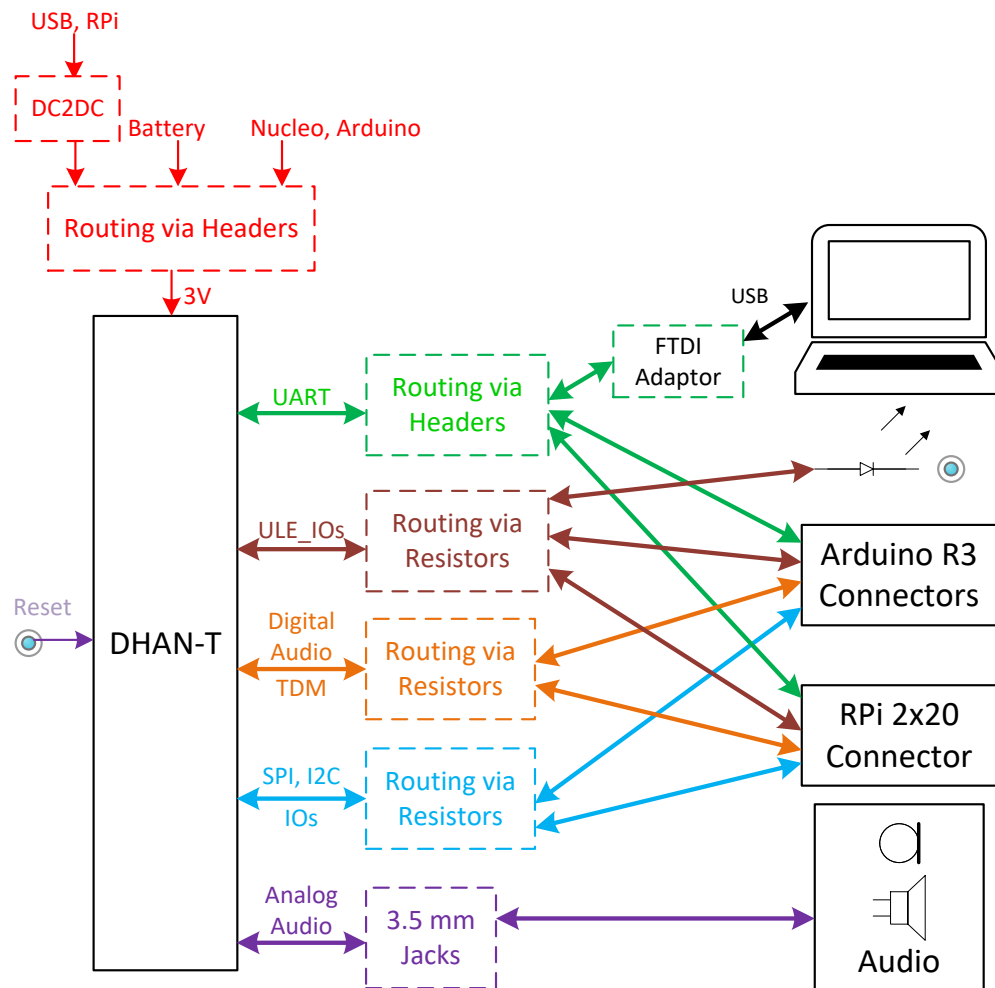 USB, RPi
DC2DC
Battery
Nucleo, Arduino
Routing via Headers
3V
USB
FTDI
Adaptor
UART
Routing via
Headers
ULE_IOs
Routing via
Resistors
Arduino R3
Connectors
Reset
DHAN-T
Digital
Audio
TDM
Routing via
Resistors
RPi 2x20
Connector
SPI, I2C
IOs
Routing via
Resistors
Analog
Audio
3.5 mm
Jacks
Audio